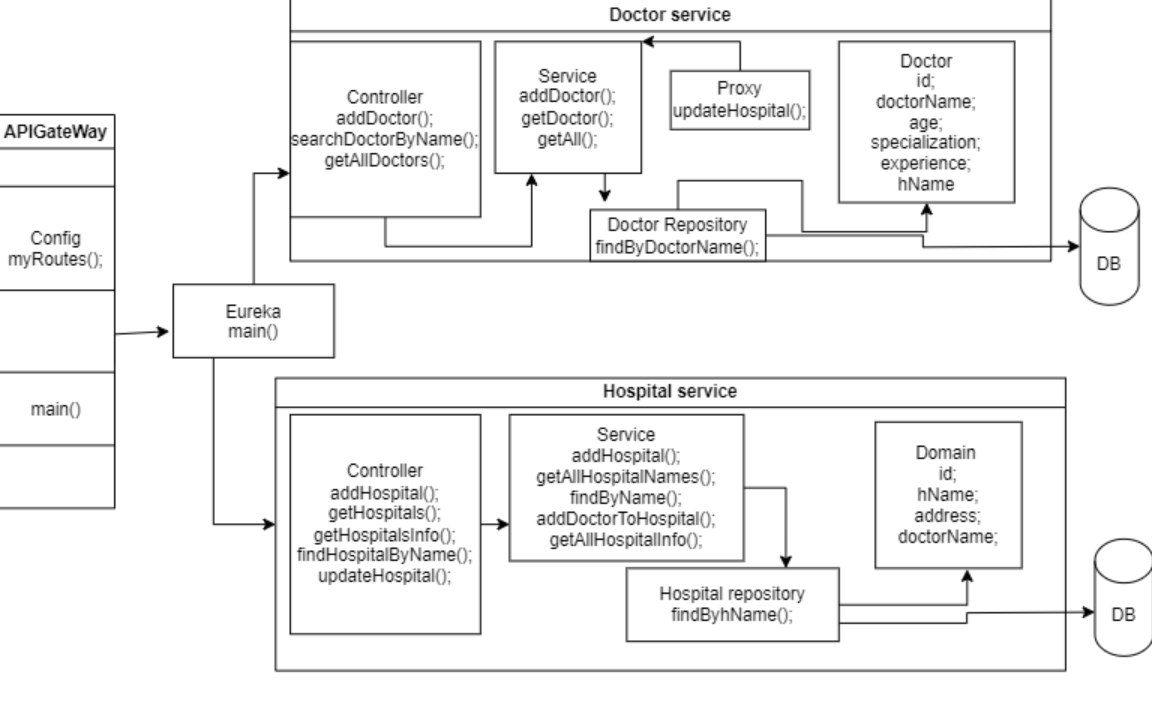 APIGateWay
Config
myRoutes();
main()
Eureka
main()
Doctor service
Controller
addDoctor();
searchDoctorByName();
getAllDoctors();
Service
addDoctor();
getDoctor();
getAll();
Proxy
updateHospital();
Doctor
id;
doctorName;
age;
specialization;
experience;
hName
Doctor Repository
findByDoctorName();
DB
Hospital service
Controller
addHospital();
getHospitals();
getHospitalsInfo();
findHospitalByName();
updateHospital();
Service
addHospital();
getAllHospitalNames();
findByName();
addDoctorToHospital();
getAllHospitalInfo();
Hospital repository
findByhName();
Domain
id;
hName;
address;
doctorName;
DB